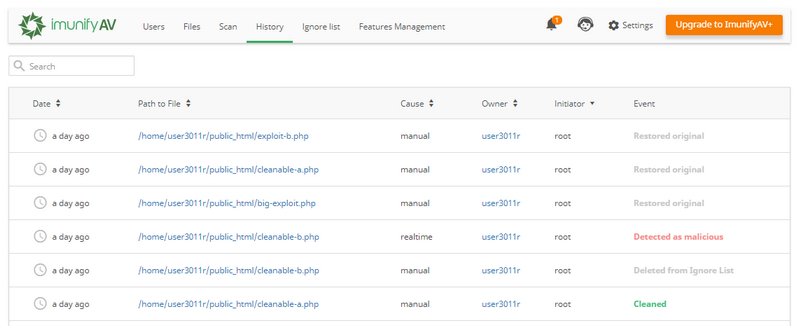 imunify AV Users Files Scan History Ignore list Features Management 1 Settings Upgrade to ImunifyAV+
Search
Date Path to File Cause Owner Initiator Event
a day ago /home/user3011r/public_html/exploit-b.php manual user3011r root Restored original
a day ago /home/user3011r/public_html/cleanable-a.php manual user3011r root Restored original
a day ago /home/user3011r/public_html/big-exploit.php manual user3011r root Restored original
a day ago /home/user3011r/public_html/cleanable-b.php realtime user3011r root Detected as malicious
a day ago /home/user3011r/public_html/cleanable-b.php manual user3011r root Deleted from Ignore List
a day ago /home/user3011r/public_html/cleanable-a.php manual user3011r root Cleaned